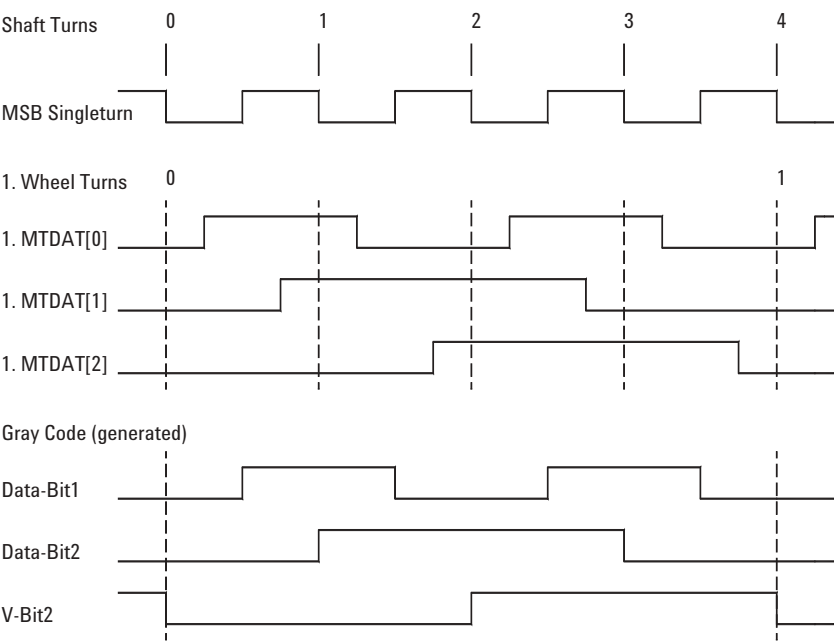 Shaft Turns 0 1 2 3 4
MSB Singleturn
1. Wheel Turns 0 1
1. MTDAT[0]
1. MTDAT[1]
1. MTDAT[2]
Gray Code (generated)
Data-Bit1
Data-Bit2
V-Bit2